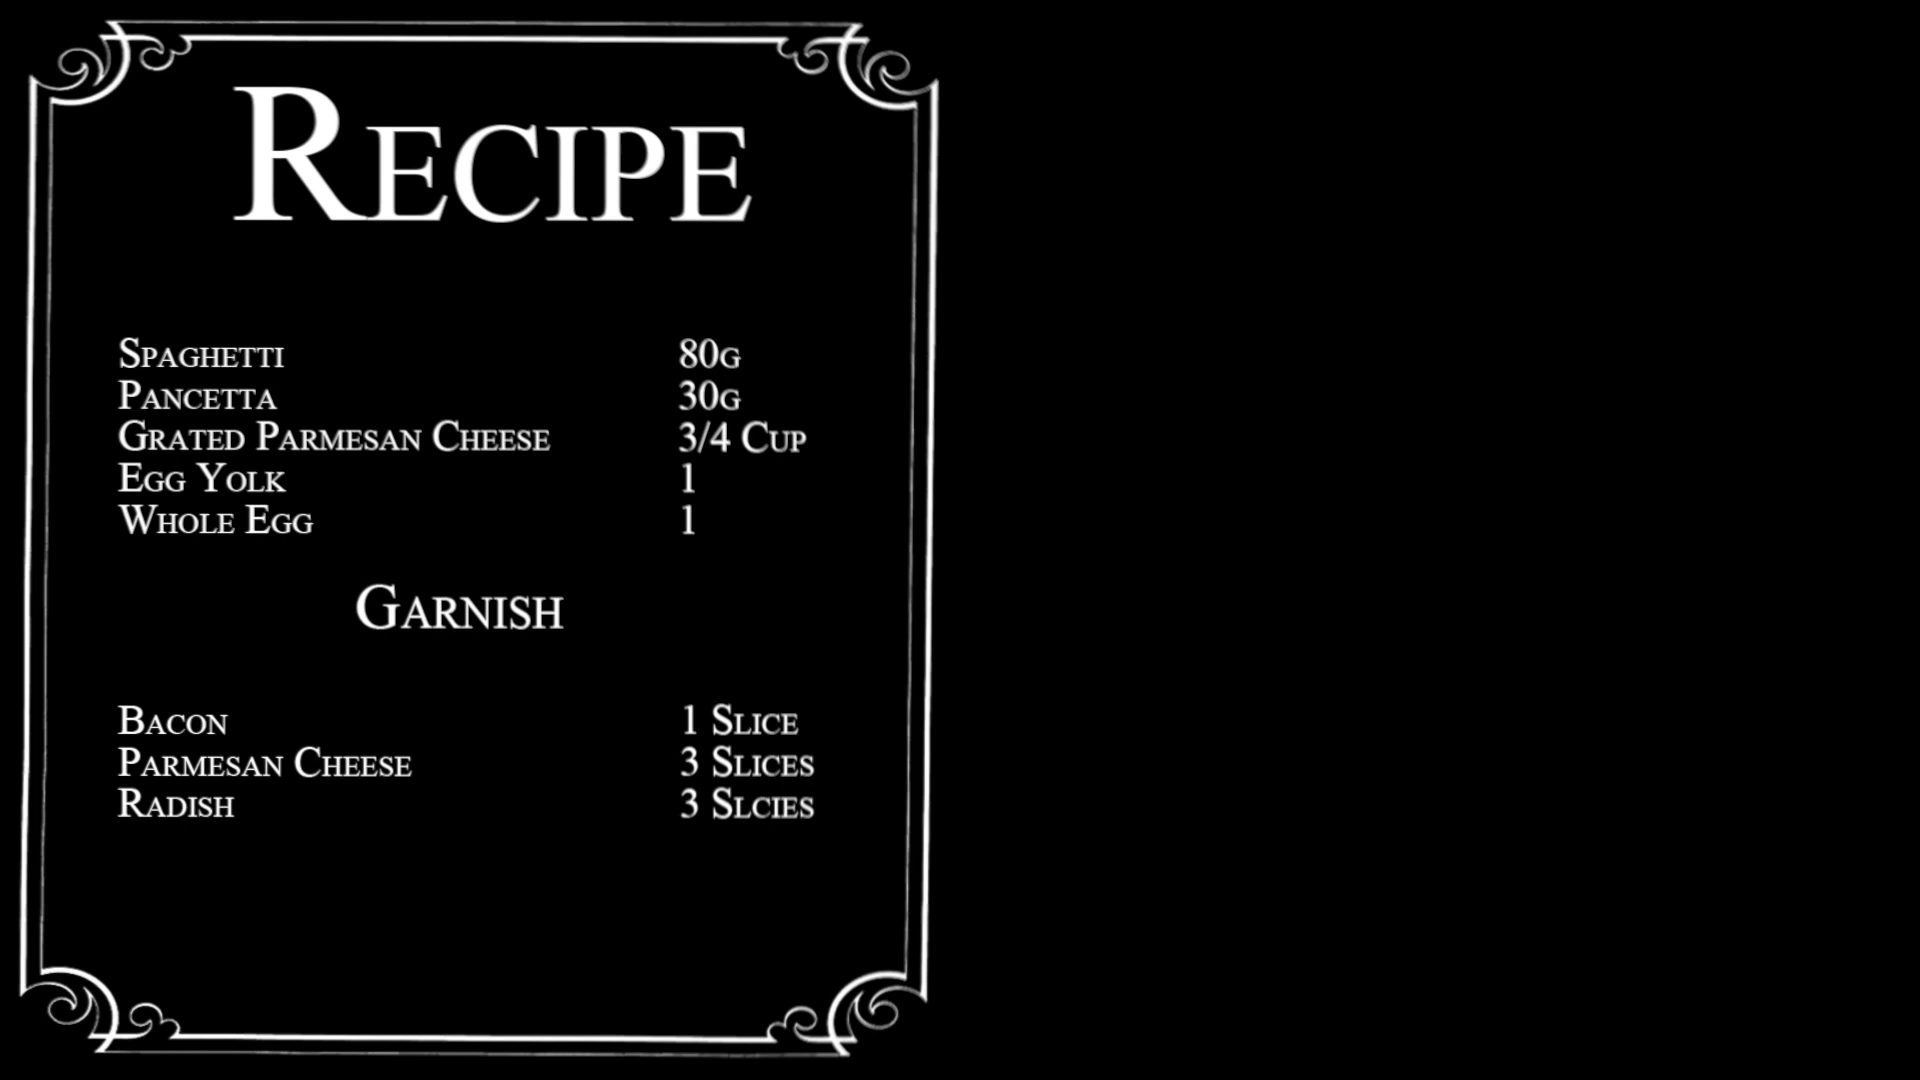 Recipe
Spaghetti 80g
Pancetta 30g
Grated Parmesan Cheese 3/4 Cup
Egg Yolk 1
Whole Egg 1
Garnish
Bacon 1 Slice
Parmesan Cheese 3 Slices
Radish 3 Slcies